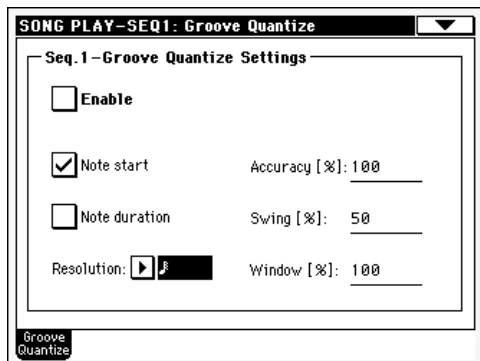 SONG PLAY-SEQ1: Groove Quantize
Seq.1-Groove Quantize Settings
Enable
Note start
Accuracy [%]: 100
Note duration
Swing [%]: 50
Resolution:
Window [%]: 100
Groove
Quantize